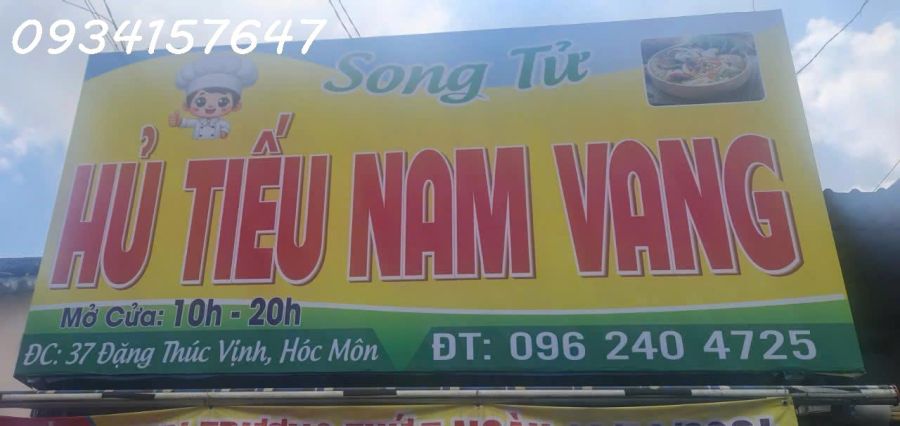 0934157647
Song Tử
HỦ TIẾU NAM VANG
Mở Cửa: 10h - 20h
ĐC: 37 Đặng Thúc Vịnh, Hóc Môn
ĐT: 096 240 4725